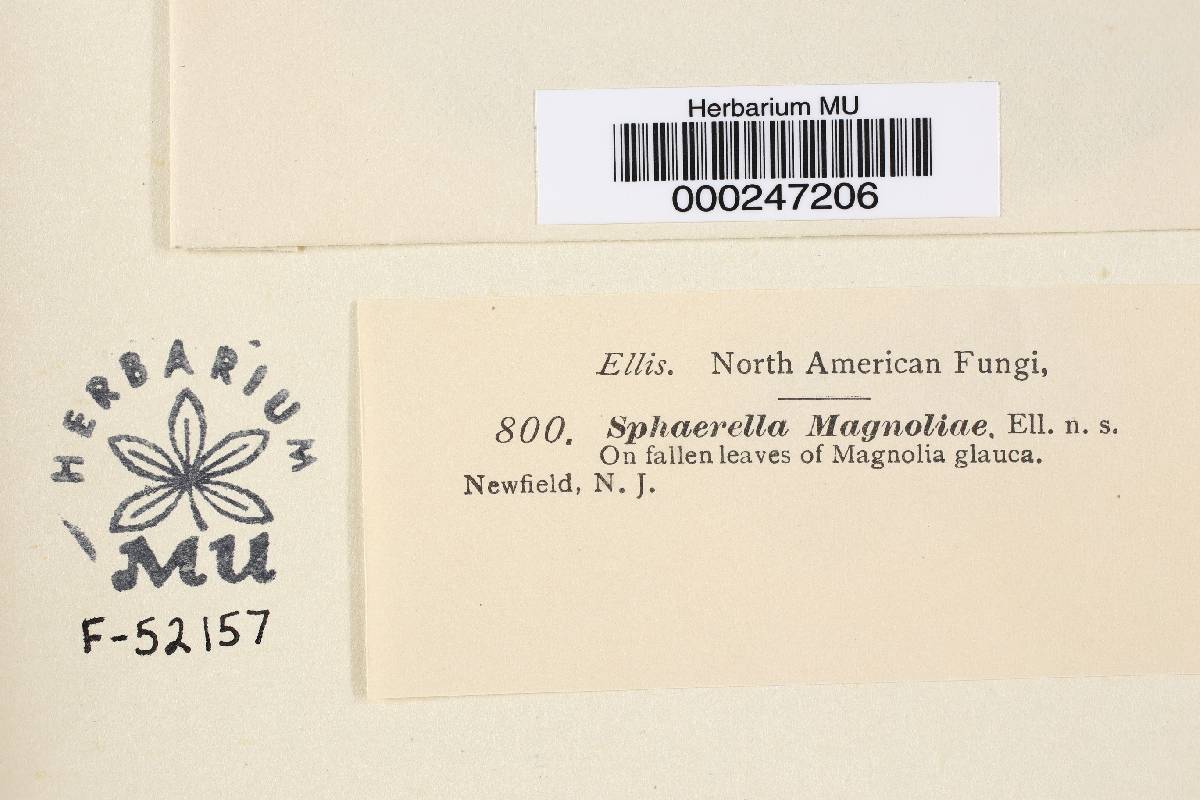 Herbarium MU
000247206
Ellis. North American Fungi,
800. Sphaerella Magnoliae, Ell. n. s.
On fallen leaves of Magnolia glauca.
Newfield, N. J.
HERBARIUM
MU
F-52157